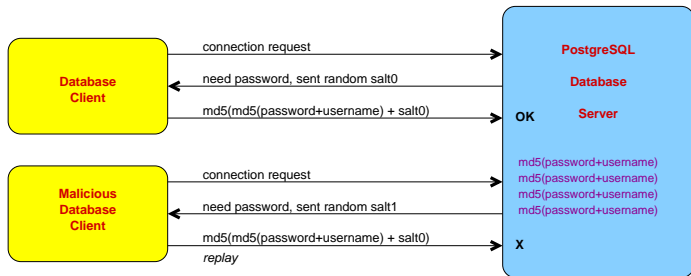 connection request
PostgreSQL
need password, sent random salt0
Database
Client
Database
md5(md5(password+username) + salt0)
OK
Server
md5(password+username)
connection request
md5(password+username)
Malicious
Database
Client
md5(password+username)
need password, sent random salt1
md5(password+username)
md5(md5(password+username) + salt0)
X
replay